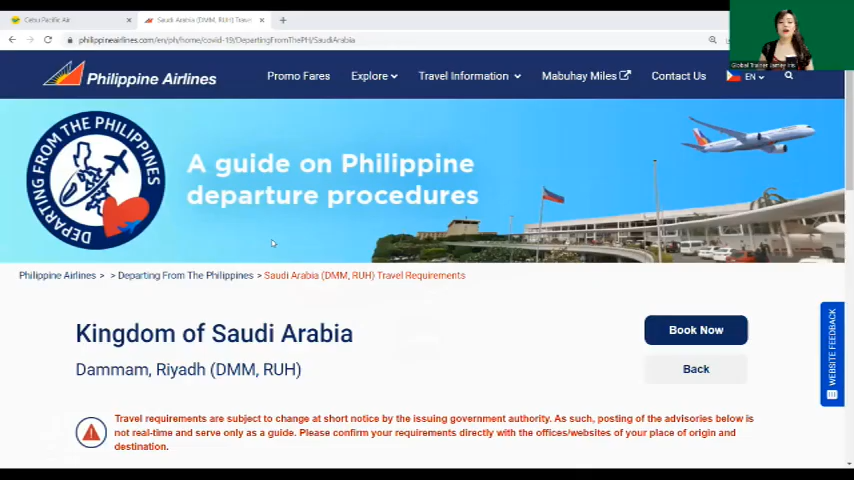 Cebu Pacific Air
Saudi Arabia (DMM, RUH) Trave
philippineairlines.com/en/ph/home/covid-19/DepartingFromThePH/SaudiArabia
Global Trainer
Philippine Airlines
Promo Fares
Explore
Travel Information
Mabuhay Miles
Contact Us
EN
DEPARTING FROM THE PHILIPPINES
A guide on Philippine
departure procedures
Philippine Airlines > > Departing From The Philippines > Saudi Arabia (DMM, RUH) Travel Requirements
Kingdom of Saudi Arabia
Book Now
Dammam, Riyadh (DMM, RUH)
Back
WEBSITE FEEDBACK
Travel requirements are subject to change at short notice by the issuing government authority. As such, posting of the advisories below is
not real-time and serve only as a guide. Please confirm your requirements directly with the offices/websites of your place of origin and
destination.